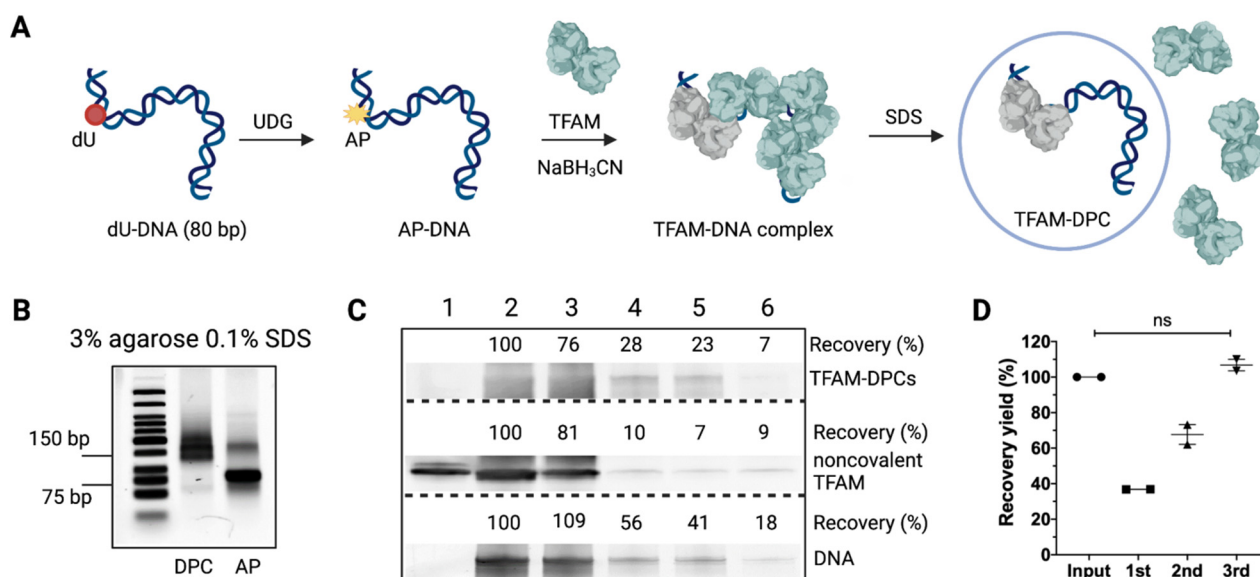 A
dU
UDG
AP
TFAM
NaBH₃CN
SDS
dU-DNA (80 bp)
AP-DNA
TFAM-DNA complex
TFAM-DPC
B
3% agarose 0.1% SDS
150 bp
75 bp
DPC AP
C
1 2 3 4 5 6
100 76 28 23 7 Recovery (%)
TFAM-DPCs
100 81 10 7 9 Recovery (%)
noncovalent
TFAM
100 109 56 41 18 Recovery (%)
DNA
D
ns
Recovery yield (%)
120
100
80
60
40
20
0
Input 1st 2nd 3rd